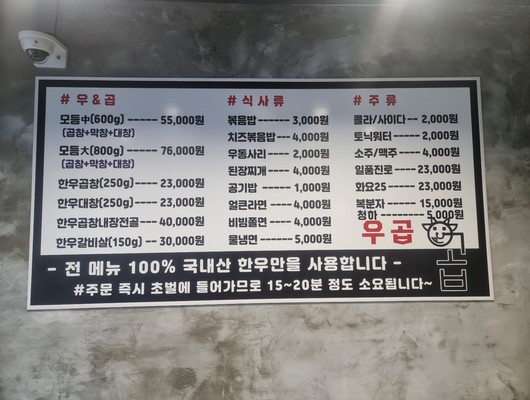 # 우&곱
모듬中(600g) ------ 55,000원
(곱창+막창+대창)
모듬大(800g) ------ 76,000원
(곱창+막창+대창)
한우곱창(250g) ---- 23,000원
한우대창(250g) ---- 23,000원
한우곱창내장전골 --- 40,000원
한우갈비살(150g) -- 30,000원
# 식사류
볶음밥------- 3,000원
치즈볶음밥--- 4,000원
우동사리----- 2,000원
된장찌개----- 4,000원
공기밥 ------ 1,000원
얼큰라면----- 4,000원
비빔쫄면----- 4,000원
물냉면------- 5,000원
# 주류
콜라/사이다-- 2,000원
토닉워터----- 2,000원
소주/맥주---- 4,000원
일품진로---- 23,000원
화요25 ----- 23,000원
복분자 ----- 15,000원
청하 --------- 5,000원
우곱
- 전 메뉴 100% 국내산 한우만을 사용합니다 -
#주문 즉시 초벌에 들어가므로 15~20분 정도 소요됩니다~